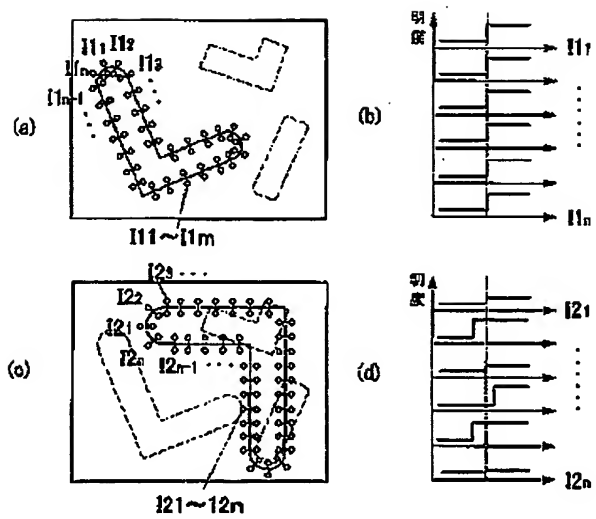 (a)
I11
I12
I1n
I13
I1n-1
I11～I1m
(b)
明度
I11
I1n
(c)
I23
I22
I21
I2n
I2n-1
I21～12n
(d)
明度
I21
I2n